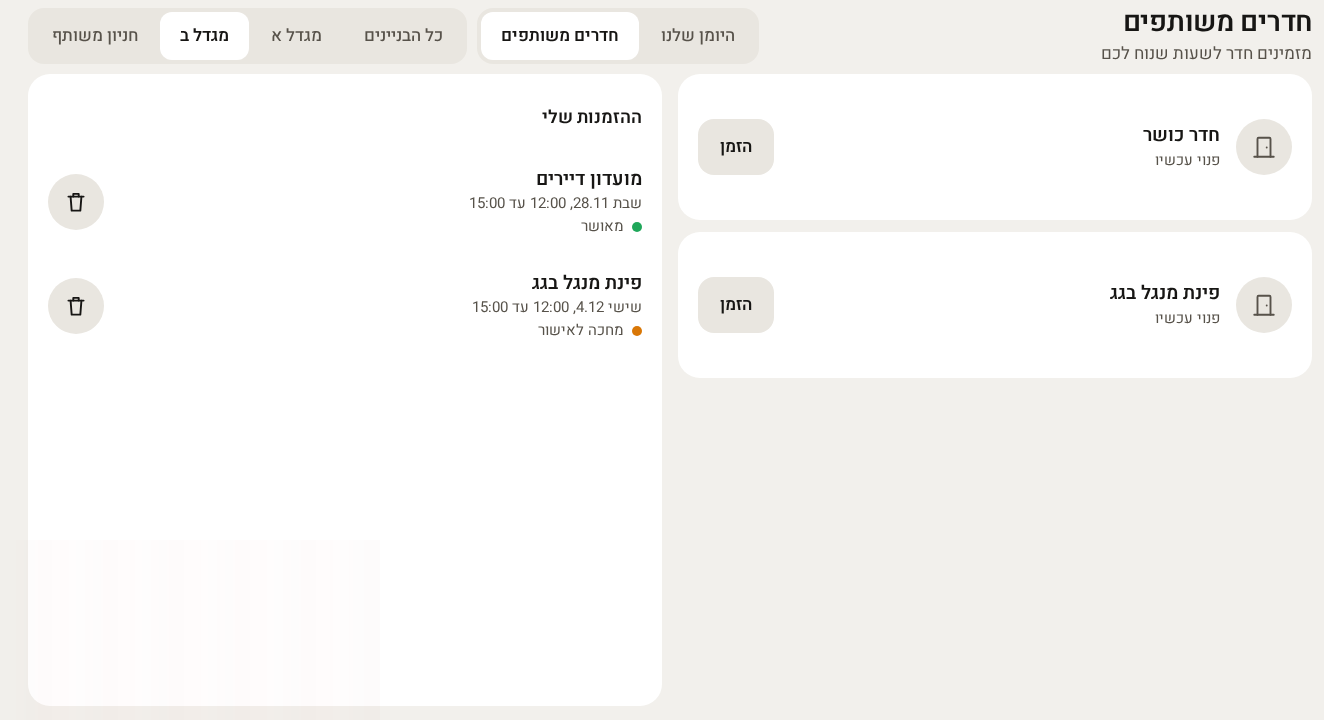 חדרים משותפים
מזמינים חדר לשעות שנוח לכם
היומן שלנו
חדרים משותפים
כל הבניינים
מגדל א
מגדל ב
חניון משותף
חדר כושר
פנוי עכשיו
הזמן
פינת מנגל בגג
פנוי עכשיו
הזמן
ההזמנות שלי
מועדון דיירים
שבת 28.11, 12:00 עד 15:00
מאושר
פינת מנגל בגג
שישי 4.12, 12:00 עד 15:00
מחכה לאישור